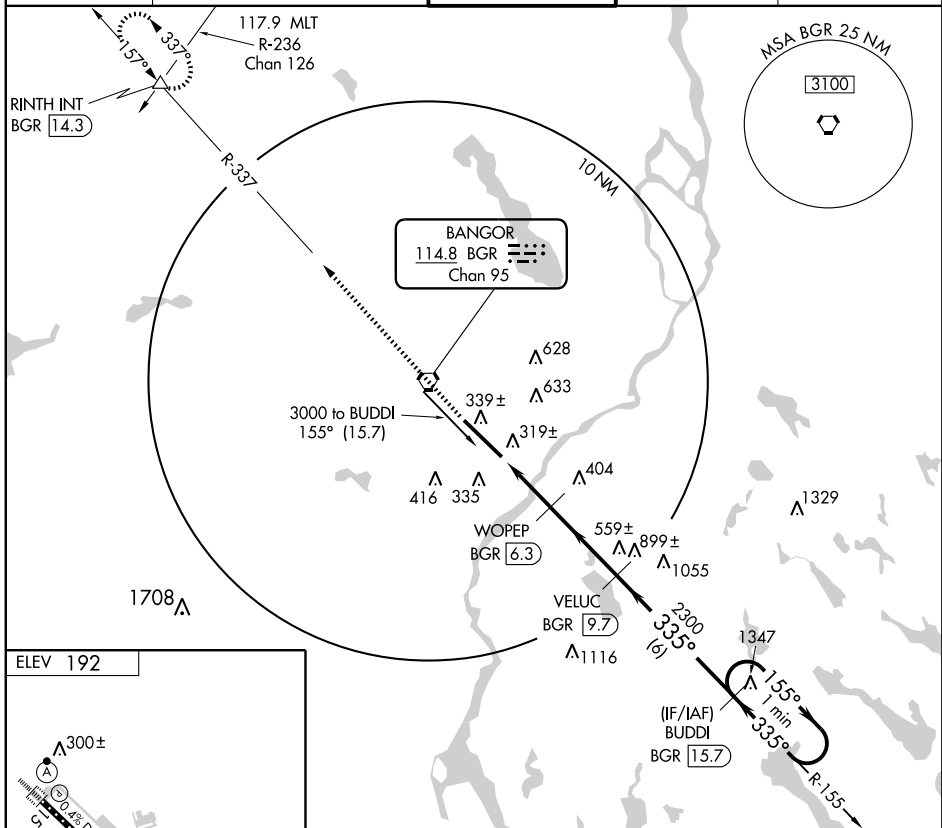 117.9 MLT
R-236
Chan 126
337°
157°
RINTH INT
BGR 14.3
R-337
MSA BGR 25 NM
3100
10 NM
BANGOR
114.8 BGR
Chan 95
628
633
339±
319±
3000 to BUDDI
155° (15.7)
416
335
404
WOPEP
BGR 6.3
559±
899±
1055
1329
VELUC
BGR 9.7
1708
1116
2300
335°
(6)
1347
155°
1 min
335°
(IF/IAF)
BUDDI
BGR 15.7
R-155
ELEV 192
300±
A
P
0.4%
15